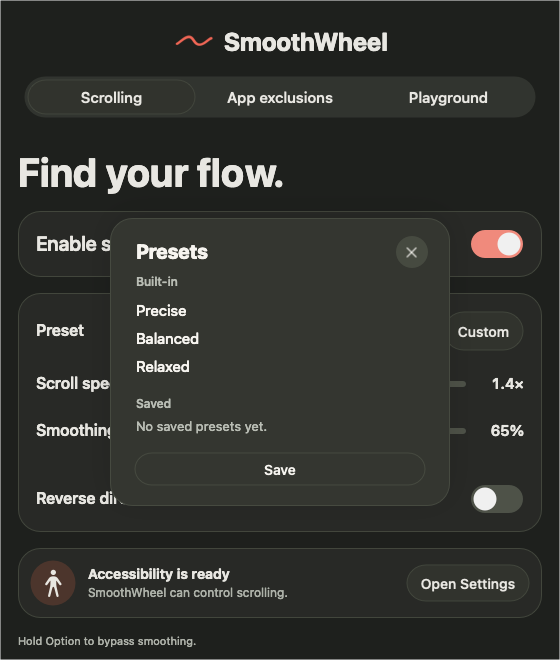 SmoothWheel
Scrolling
App exclusions
Playground
Find your flow.
Enable
Presets
Built-in
Precise
Balanced
Relaxed
Saved
No saved presets yet.
Save
Preset
Custom
Scroll
1.4×
Smoothing
65%
Reverse
Accessibility is ready
SmoothWheel can control scrolling.
Open Settings
Hold Option to bypass smoothing.